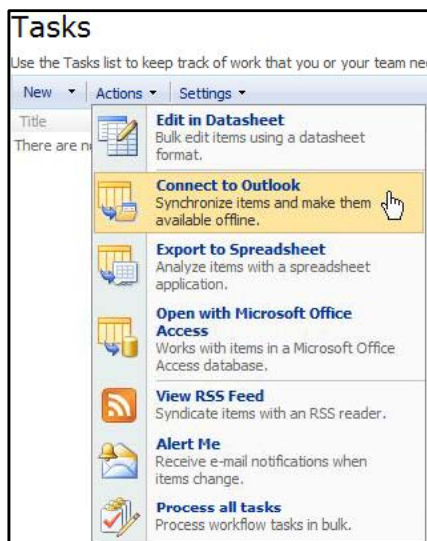 Tasks
Use the Tasks list to keep track of work that you or your team
New Actions Settings
Title
There are
Edit in Datasheet
Bulk edit items using a datasheet
format.
Connect to Outlook
Synchronize items and make them
available offline.
Export to Spreadsheet
Analyze items with a spreadsheet
application.
Open with Microsoft Office
Access
Works with items in a Microsoft Office
Access database.
View RSS Feed
Syndicate items with an RSS reader.
Alert Me
Receive e-mail notifications when
items change.
Process all tasks
Process workflow tasks in bulk.